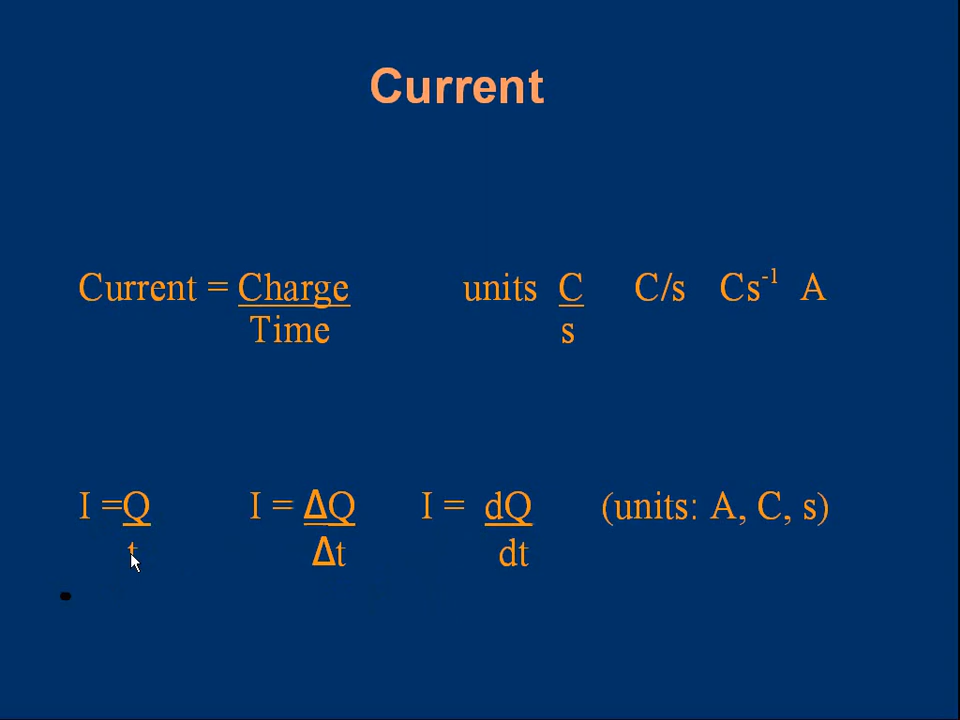 Current
Current = Charge units C C/s Cs⁻¹ A
Time s
I =Q I = ΔQ I = dQ (units: A, C, s)
t Δt dt